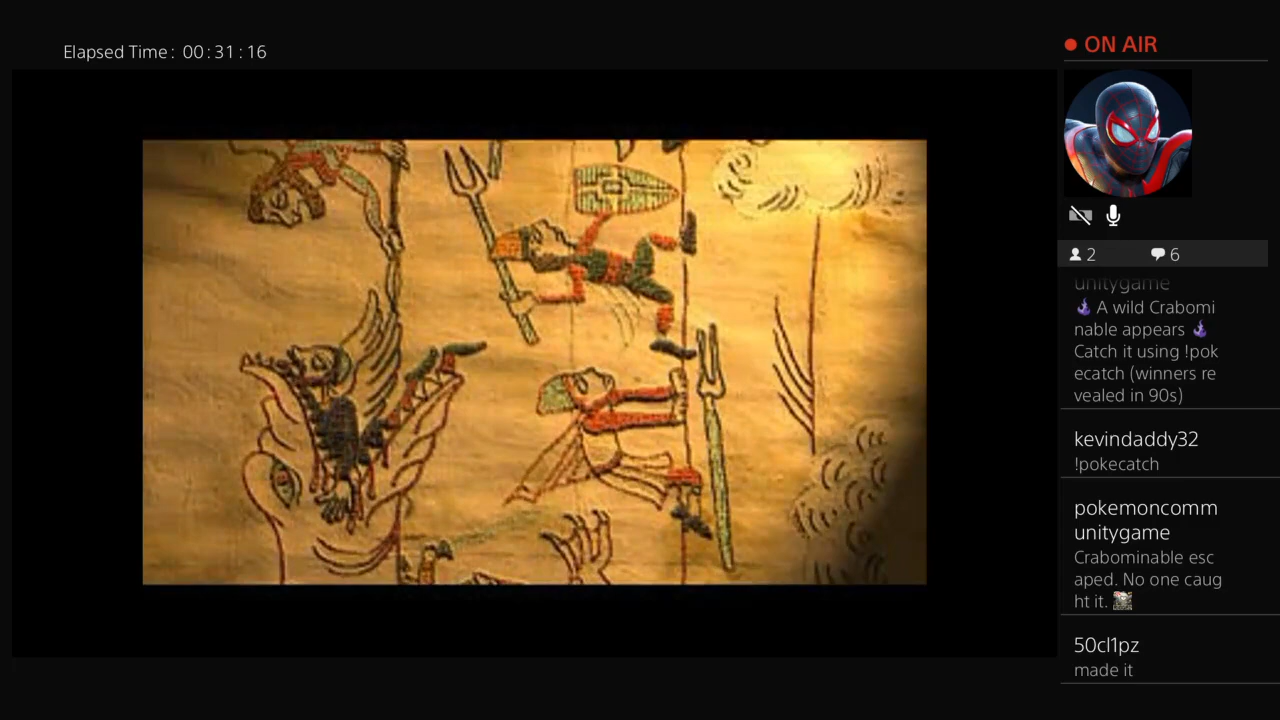 Elapsed Time: 00:31:16
ON AIR
2 6
unitygame
A wild Crabomi
nable appears
Catch it using !pok
ecatch (winners re
vealed in 90s)
kevindaddy32
!pokecatch
pokemoncomm
unitygame
Crabominable esc
aped. No one caug
ht it.
50cl1pz
made it